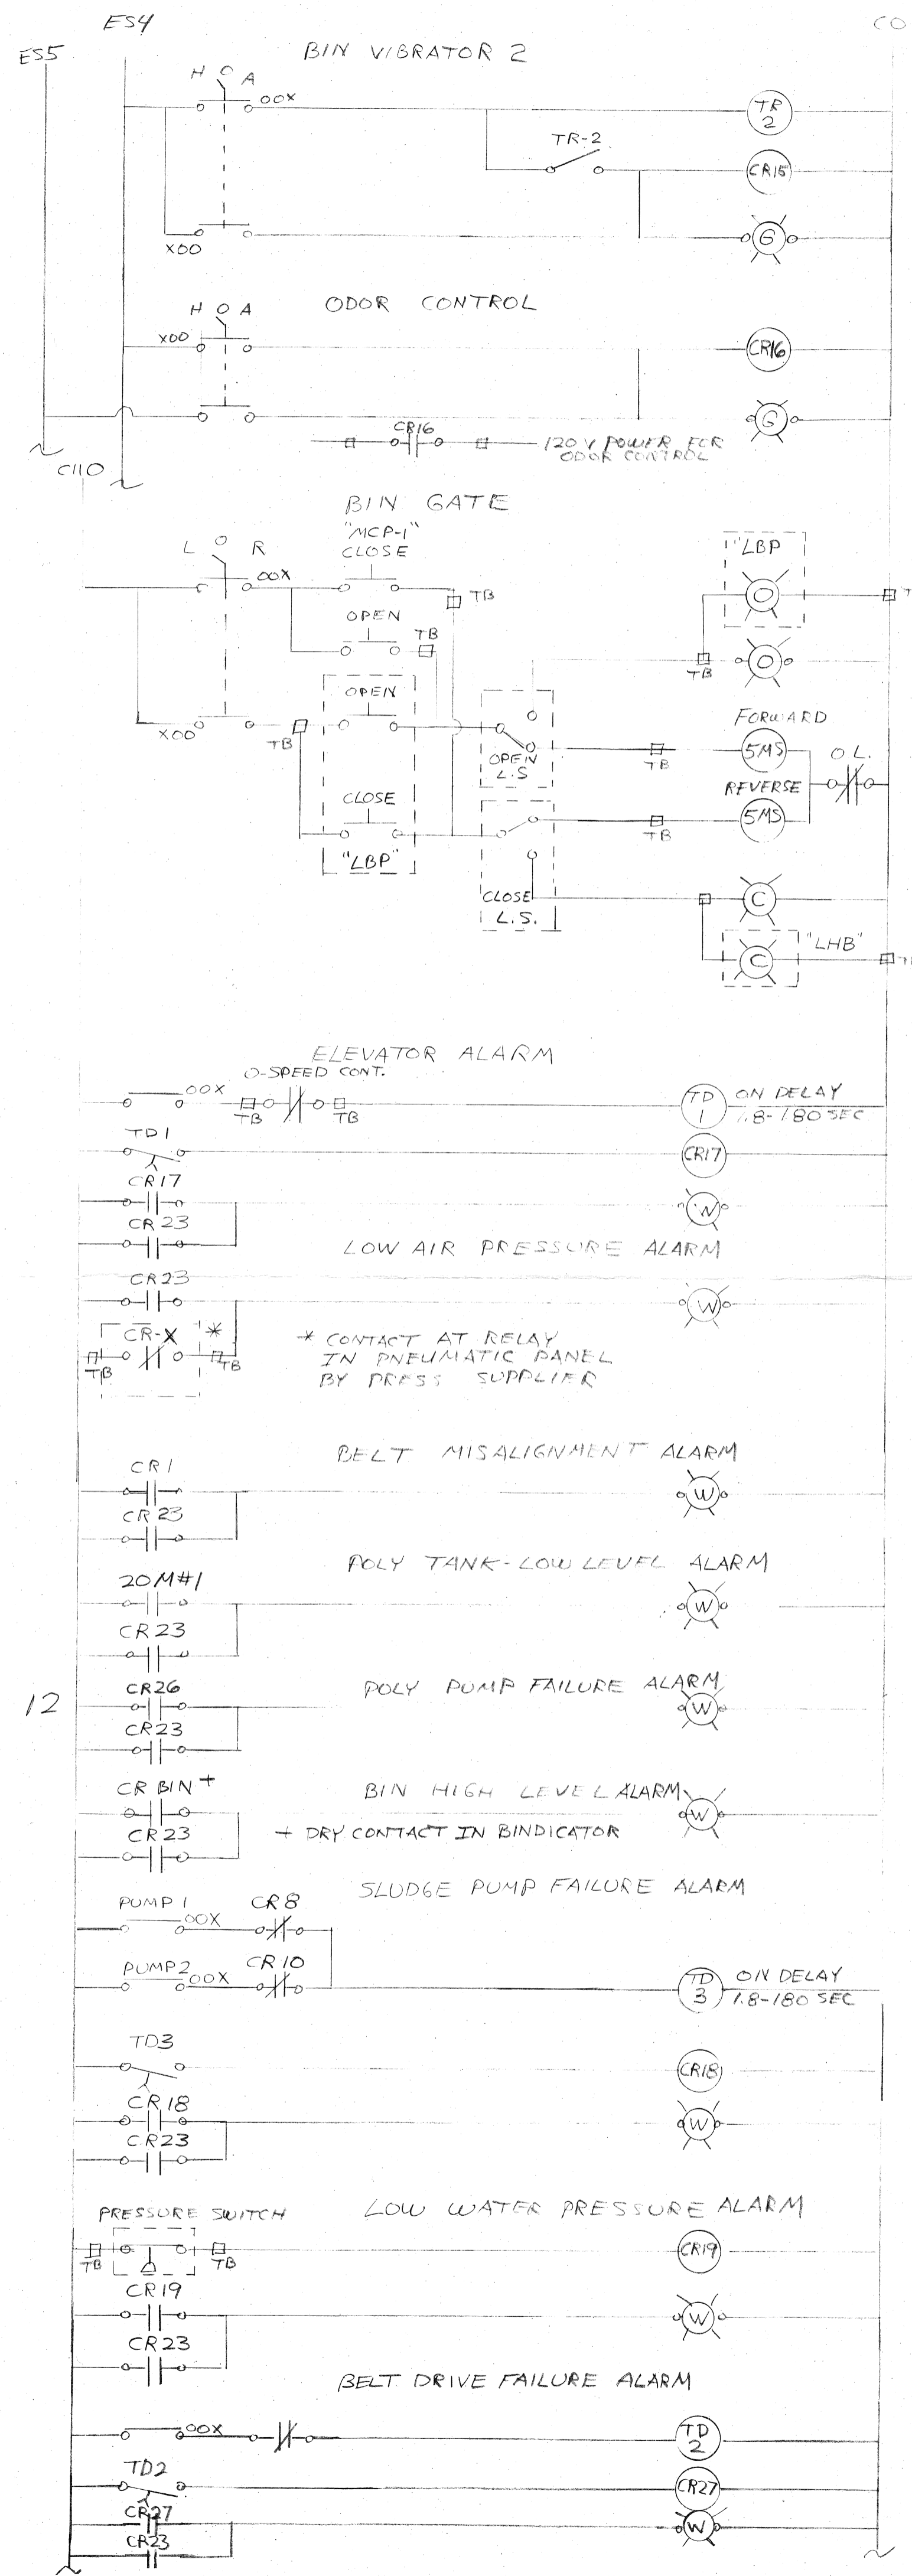 ES4
CO
ES5
BIN VIBRATOR 2
H O A
OOX
TR
2
TR-2
CR15
XOO
G
ODOR CONTROL
H O A
XOO
CR16
G
CR16
120 V POWER FOR
ODOR CONTROL
C110
BIN GATE
"MCP-1"
CLOSE
L O R
OOX
"LBP
O
TB
T
OPEN
TB
O
TB
OPEN
XOO
TB
OPEN
L.S
FORWARD
5MS
O L.
TB
REVERSE
CLOSE
5MS
TB
"LBP"
CLOSE
L.S.
C
"LHB"
C
T
ELEVATOR ALARM
O-SPEED CONT.
OOX
TB
TB
TD
1
ON DELAY
1.8-180 SEC
TD1
CR17
CR17
W
CR 23
LOW AIR PRESSURE ALARM
CR23
W
CR-X *
TB
TB
* CONTACT AT RELAY
IN PNEUMATIC PANEL
BY PRESS SUPPLIER
BELT MISALIGNMENT ALARM
CR1
W
CR 23
POLY TANK-LOW LEVEL ALARM
20M#1
W
CR 23
POLY PUMP FAILURE ALARM
12
CR26
W
CR23
BIN HIGH LEVEL ALARM
CR BIN +
W
CR 23
+ DRY CONTACT IN BINDICATOR
SLUDGE PUMP FAILURE ALARM
PUMP 1
OOX
CR8
PUMP2
OOX
CR 10
TD
3
ON DELAY
1.8-180 SEC
TD3
CR18
CR 18
W
CR23
LOW WATER PRESSURE ALARM
PRESSURE SWITCH
TB
TB
CR19
CR19
W
CR23
BELT DRIVE FAILURE ALARM
OOX
TD
2
TD2
CR27
CR27
W
CR23